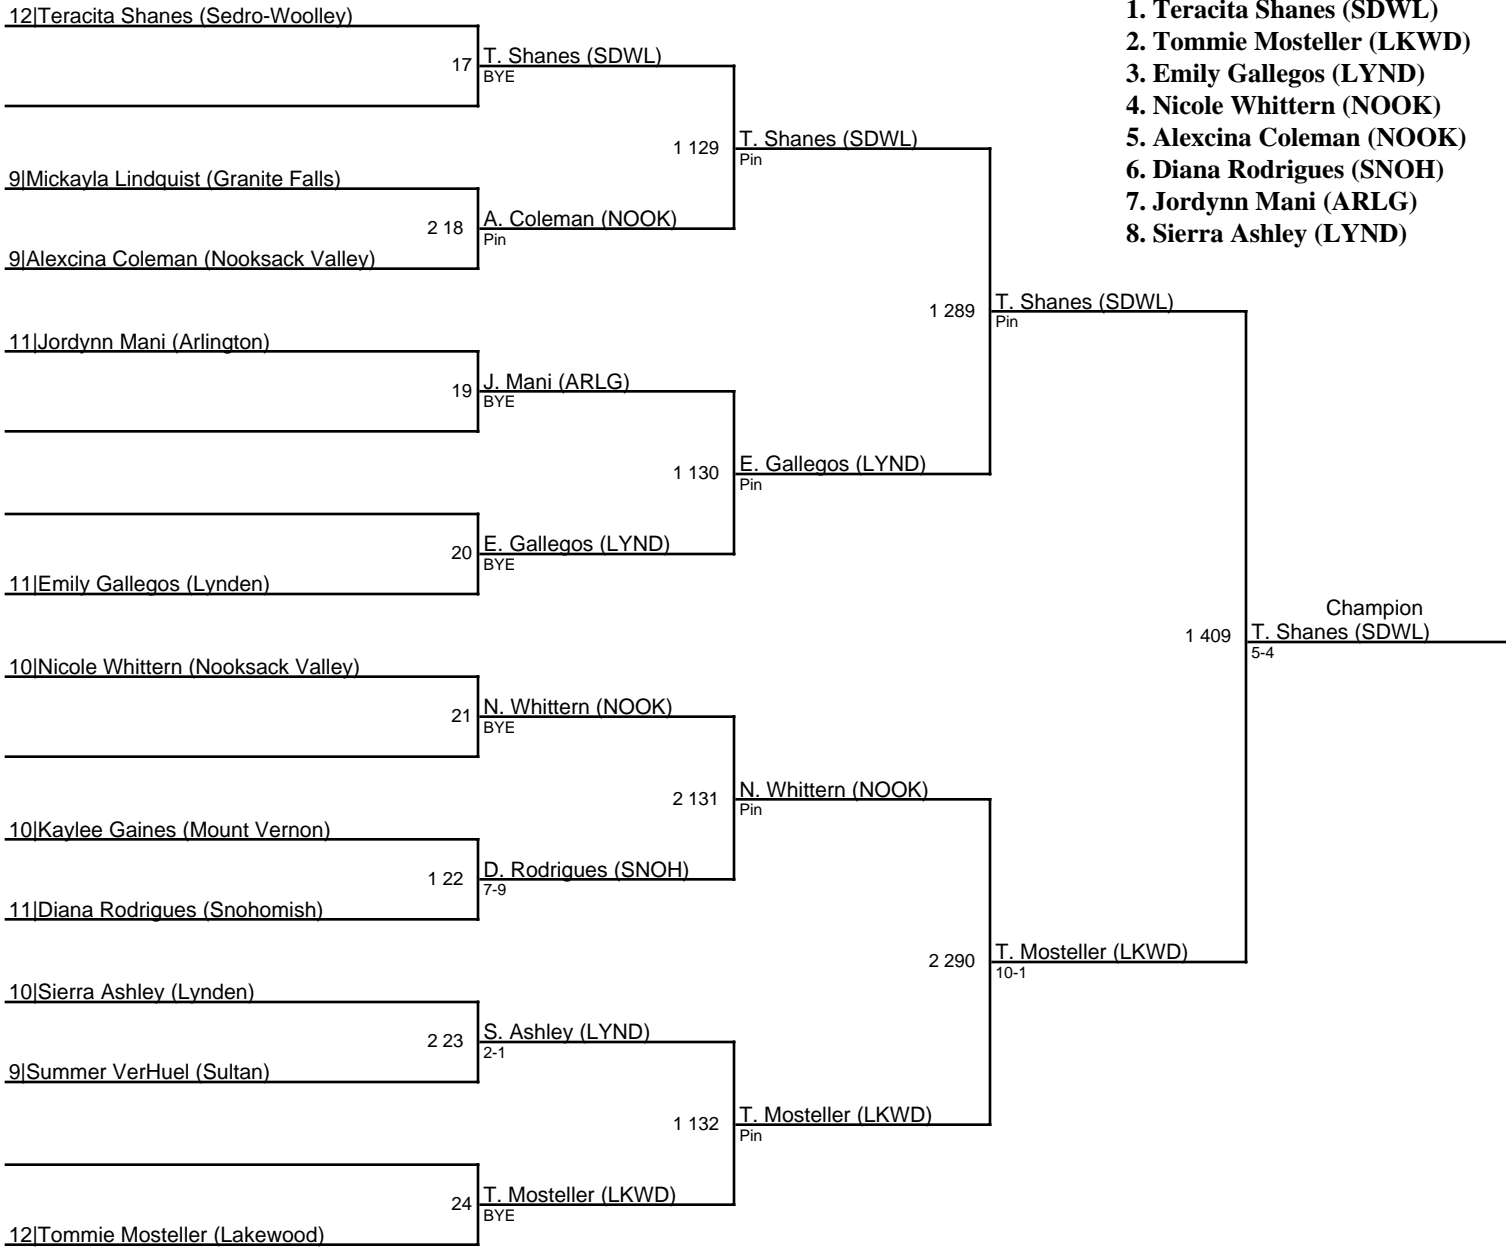 12|Teracita Shanes (Sedro-Woolley)
17
T. Shanes (SDWL)
BYE
1 129
T. Shanes (SDWL)
Pin
9|Mickayla Lindquist (Granite Falls)
2 18
A. Coleman (NOOK)
Pin
9|Alexcina Coleman (Nooksack Valley)
1 289
T. Shanes (SDWL)
Pin
11|Jordynn Mani (Arlington)
19
J. Mani (ARLG)
BYE
1 130
E. Gallegos (LYND)
Pin
20
E. Gallegos (LYND)
BYE
11|Emily Gallegos (Lynden)
1 409
Champion
T. Shanes (SDWL)
5-4
10|Nicole Whittern (Nooksack Valley)
21
N. Whittern (NOOK)
BYE
2 131
N. Whittern (NOOK)
Pin
10|Kaylee Gaines (Mount Vernon)
1 22
D. Rodrigues (SNOH)
7-9
11|Diana Rodrigues (Snohomish)
2 290
T. Mosteller (LKWD)
10-1
10|Sierra Ashley (Lynden)
2 23
S. Ashley (LYND)
2-1
9|Summer VerHuel (Sultan)
1 132
T. Mosteller (LKWD)
Pin
24
T. Mosteller (LKWD)
BYE
12|Tommie Mosteller (Lakewood)
1. Teracita Shanes (SDWL)
2. Tommie Mosteller (LKWD)
3. Emily Gallegos (LYND)
4. Nicole Whittern (NOOK)
5. Alexcina Coleman (NOOK)
6. Diana Rodrigues (SNOH)
7. Jordynn Mani (ARLG)
8. Sierra Ashley (LYND)